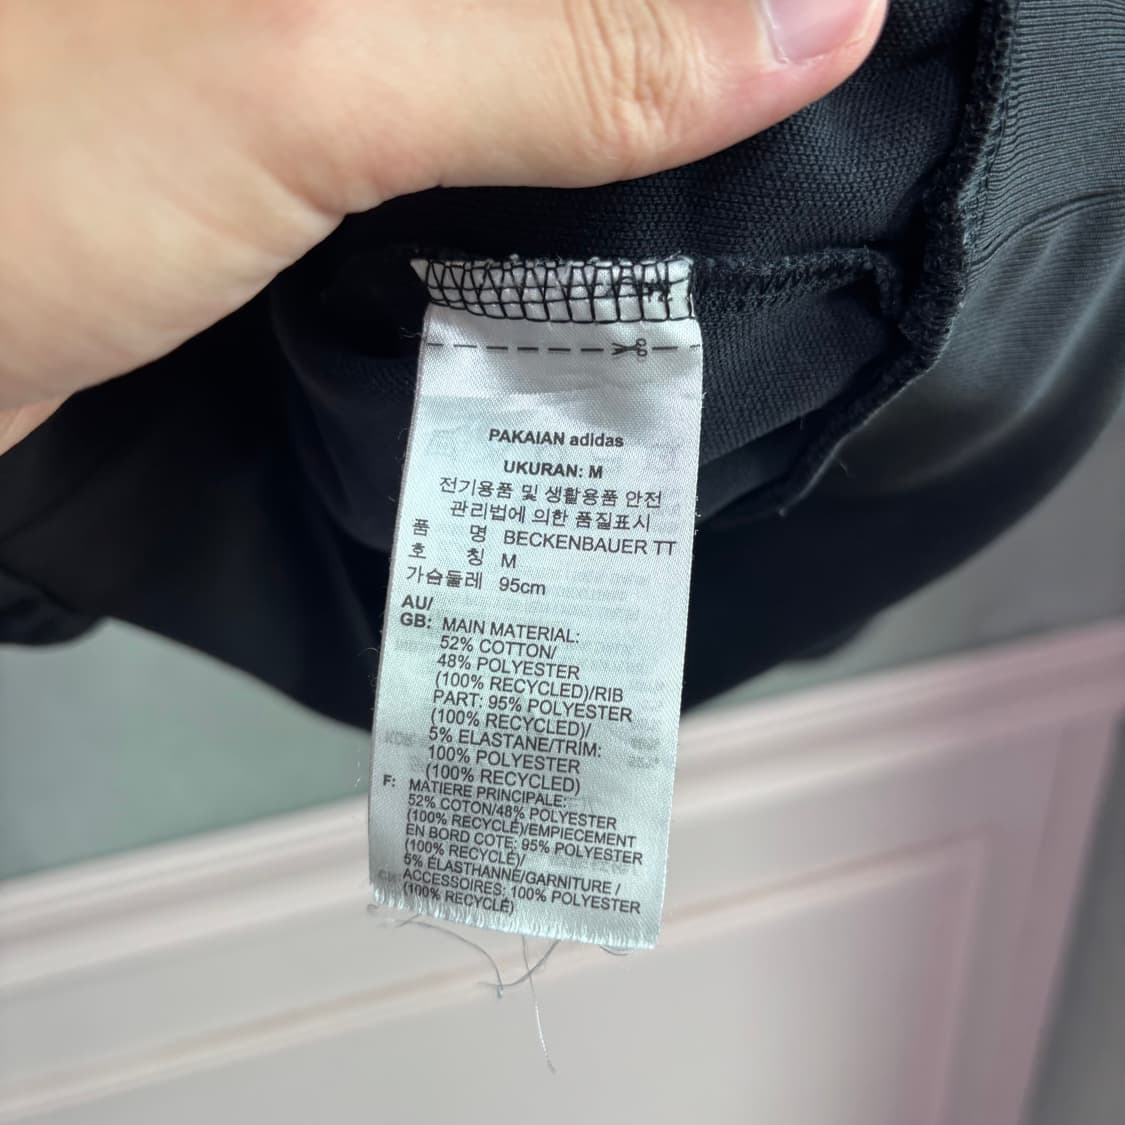 PAKAIAN adidas
UKURAN: M
전기용품 및 생활용품 안전
관리법에 의한 품질표시
품 명 BECKENBAUER TT
호 칭 M
가슴둘레 95cm
AU/
GB: MAIN MATERIAL:
52% COTTON/
48% POLYESTER
(100% RECYCLED)/RIB
PART: 95% POLYESTER
(100% RECYCLED)/
5% ELASTANE/TRIM:
100% POLYESTER
(100% RECYCLED)
F: MATIERE PRINCIPALE:
52% COTON/48% POLYESTER
(100% RECYCLÉ)/EMPIECEMENT
EN BORD COTE: 95% POLYESTER
(100% RECYCLÉ)/
5% ÉLASTHANNE/GARNITURE /
ACCESSOIRES: 100% POLYESTER
(100% RECYCLÉ)